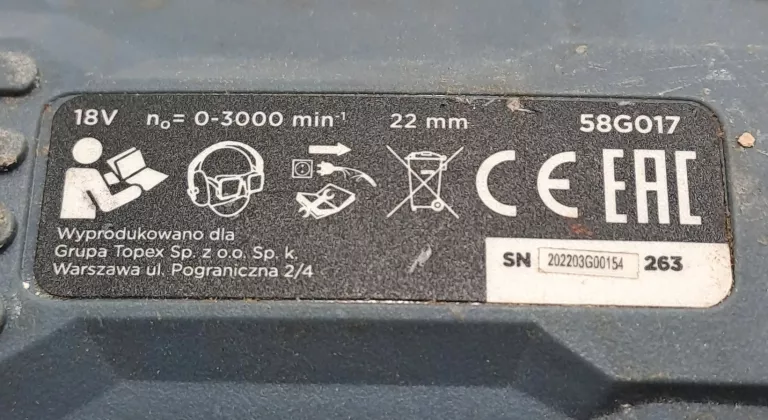 18V n₀= 0-3000 min⁻¹ 22 mm 58G017
CE EAC
Wyprodukowano dla
Grupa Topex Sp. z o.o. Sp. k.
Warszawa ul. Pograniczna 2/4
SN 202203G00154 263